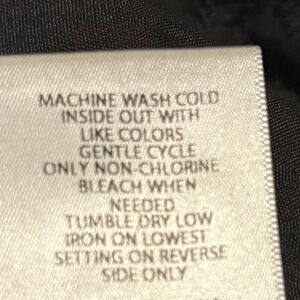 MACHINE WASH COLD
INSIDE OUT WITH
LIKE COLORS
GENTLE CYCLE
ONLY NON-CHLORINE
BLEACH WHEN
NEEDED
TUMBLE DRY LOW
IRON ON LOWEST
SETTING ON REVERSE
SIDE ONLY